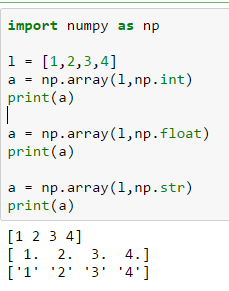 import numpy as np
l = [1,2,3,4]
a = np.array(l,np.int)
print(a)
a = np.array(l,np.float)
print(a)
a = np.array(l,np.str)
print(a)
[1 2 3 4]
[ 1.  2.  3.  4.]
['1' '2' '3' '4']